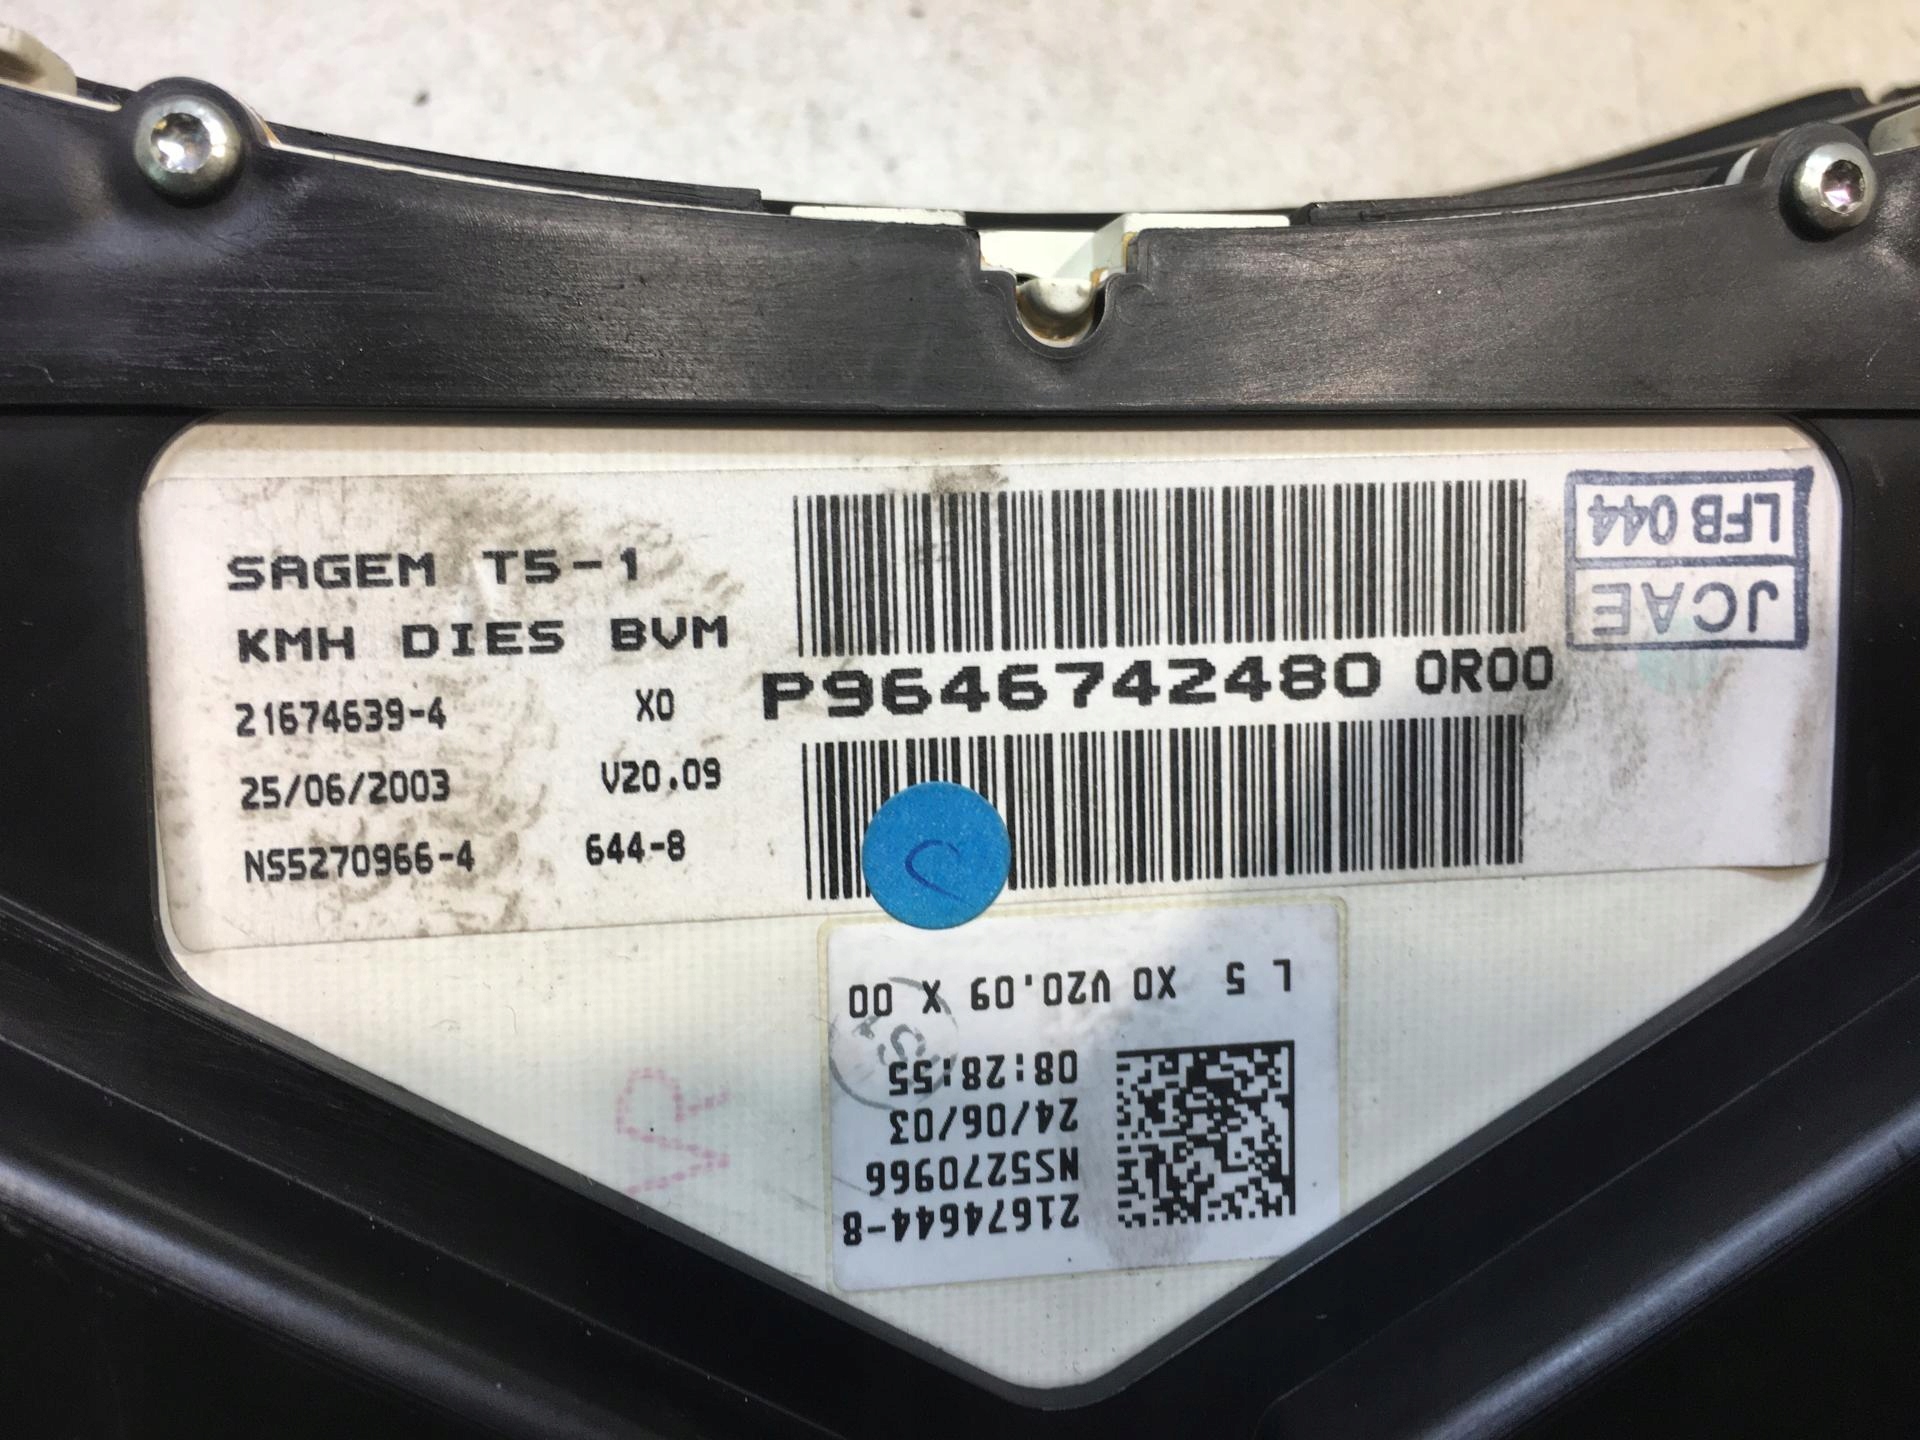 SAGEM T5-1
KMH DIES BVM
21674639-4 X0
25/06/2003 V20.09
NS5270966-4 644-8
P9646742480 0R00
JCAE
LFB 044
C
21674644-8
NS5270966
24/06/03
08:28:55
L 5 X0 V20.09 X 00
VP